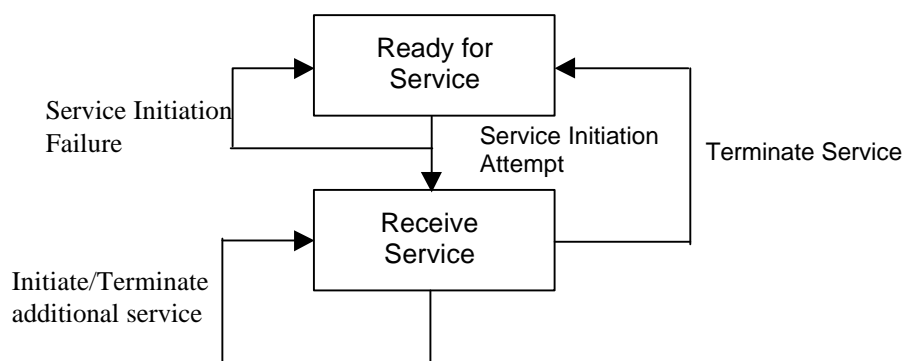 Ready for
Service
Service Initiation
Failure
Service Initiation
Attempt
Terminate Service
Receive
Service
Initiate/Terminate
additional service